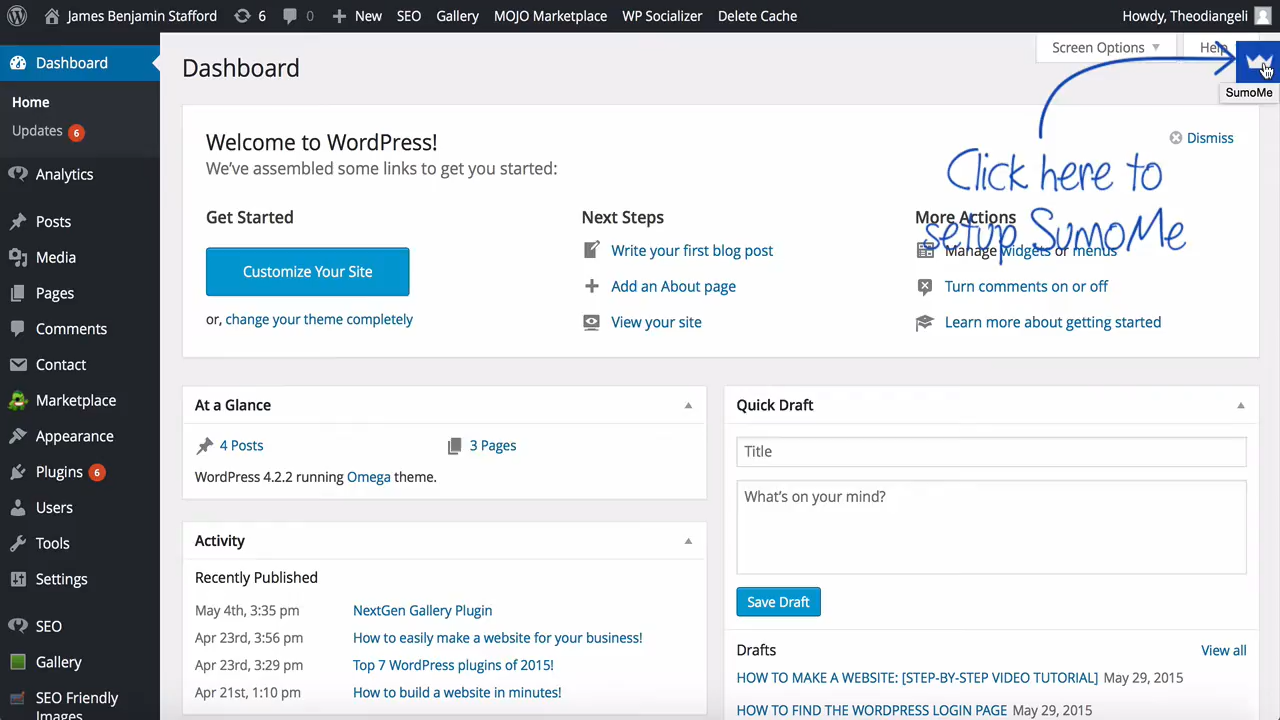 James Benjamin Stafford 6 0 New SEO Gallery MOJO Marketplace WP Socializer Delete Cache Howdy, Theodiangeli
Dashboard
Home
Updates 6
Analytics
Posts
Media
Pages
Comments
Contact
Marketplace
Appearance
Plugins 6
Users
Tools
Settings
SEO
Gallery
SEO Friendly
Images
Screen Options Help
SumoMe
Dashboard
Click here to
setup SumoMe
Welcome to WordPress!
Dismiss
We've assembled some links to get you started:
Get Started
Customize Your Site
or, change your theme completely
Next Steps
Write your first blog post
Add an About page
View your site
More Actions
Manage widgets or menus
Turn comments on or off
Learn more about getting started
At a Glance
4 Posts 3 Pages
WordPress 4.2.2 running Omega theme.
Activity
Recently Published
May 4th, 3:35 pm NextGen Gallery Plugin
Apr 23rd, 3:56 pm How to easily make a website for your business!
Apr 23rd, 3:29 pm Top 7 WordPress plugins of 2015!
Apr 21st, 1:10 pm How to build a website in minutes!
Quick Draft
Title
What's on your mind?
Save Draft
Drafts View all
HOW TO MAKE A WEBSITE: [STEP-BY-STEP VIDEO TUTORIAL] May 29, 2015
HOW TO FIND THE WORDPRESS LOGIN PAGE May 29, 2015